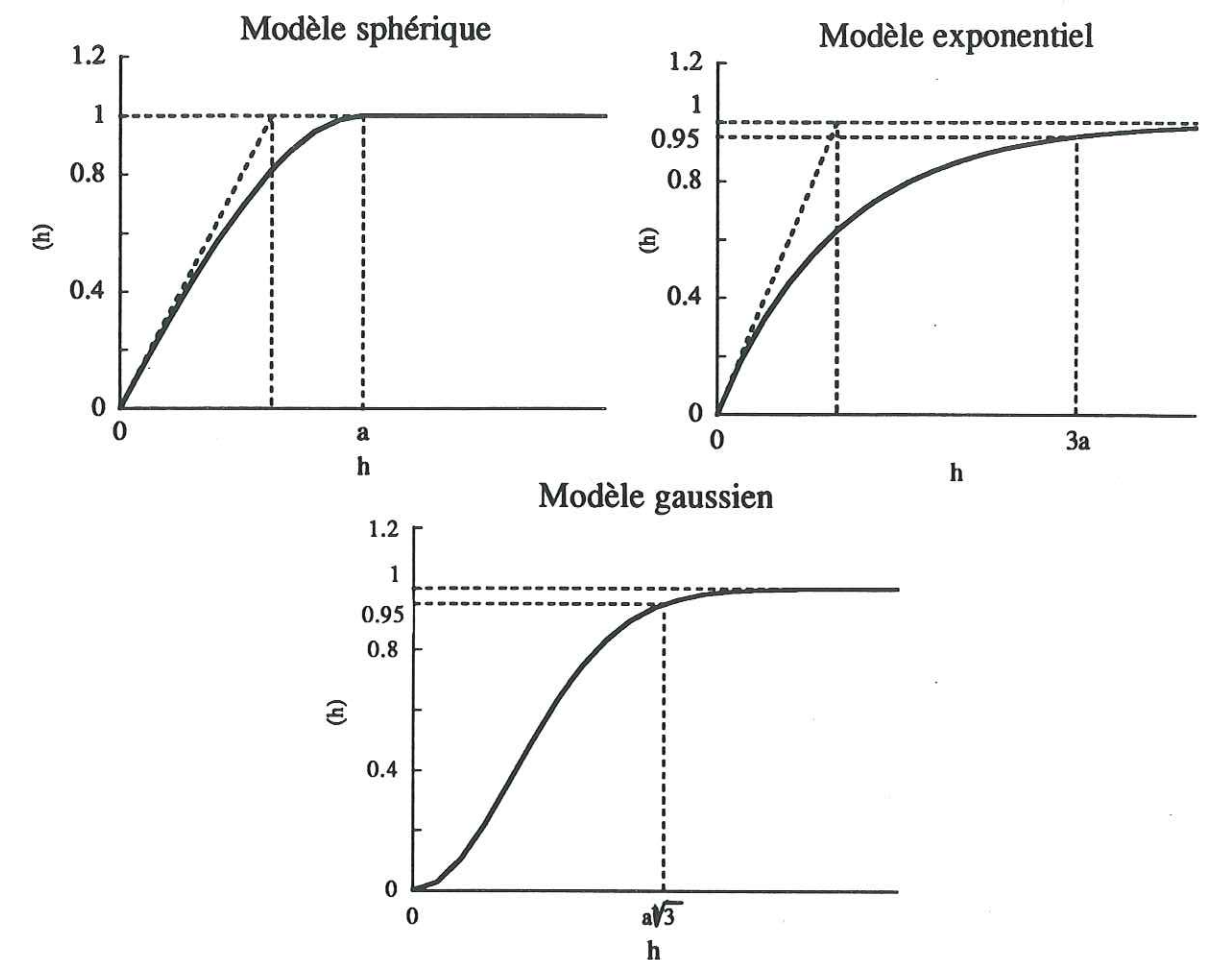 Modèle sphérique
1.2
1
0.8
(h)
0.4
0
0
a
h
Modèle exponentiel
1.2
1
0.95
0.8
(h)
0.4
0
0
3a
h
Modèle gaussien
1.2
1
0.95
0.8
(h)
0.4
0
0
a√3
h